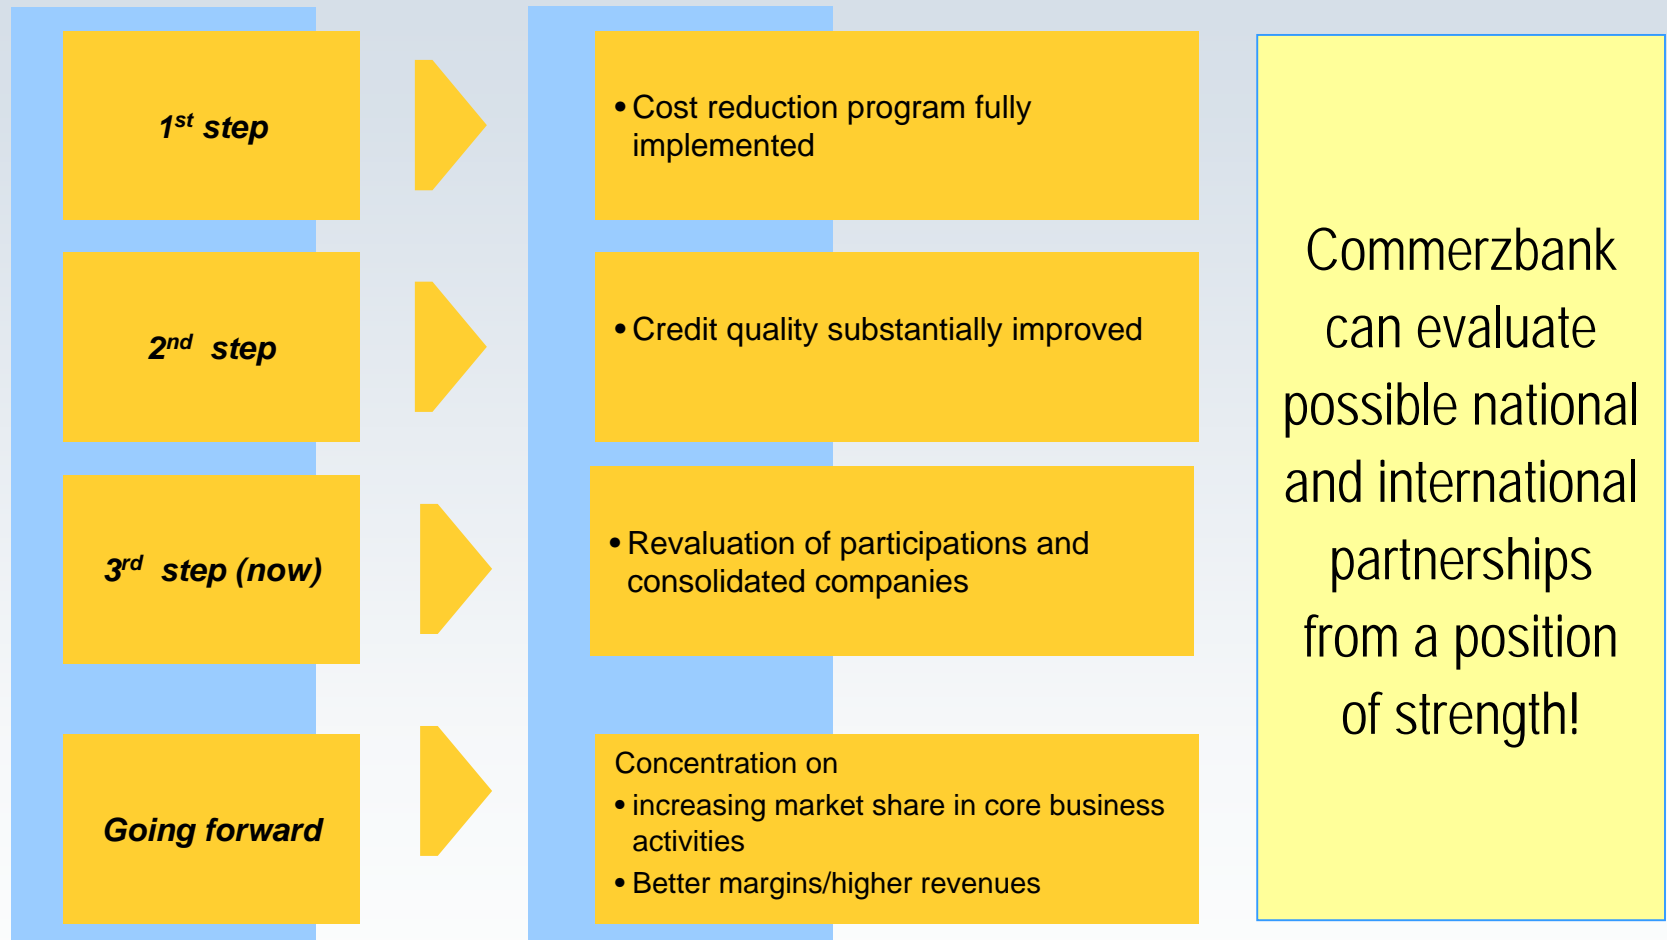 1st step
• Cost reduction program fully
implemented
2nd step
• Credit quality substantially improved
3rd step (now)
• Revaluation of participations and
consolidated companies
Going forward
Concentration on
• increasing market share in core business
activities
• Better margins/higher revenues
Commerzbank
can evaluate
possible national
and international
partnerships
from a position
of strength!